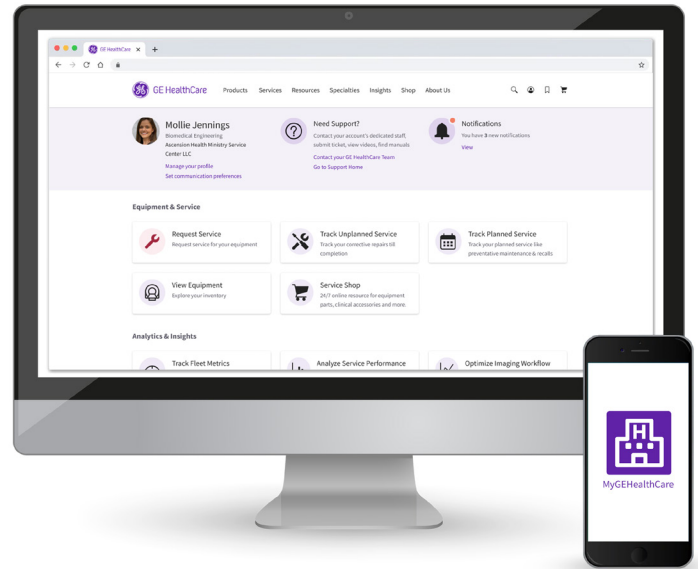 GE HealthCare
GE HealthCare Products Services Resources Specialties Insights Shop About Us
Mollie Jennings
Biomedical Engineering
Ascension Health Ministry Service
Center LLC
Manage your profile
Set communication preferences
Need Support?
Contact your account's dedicated staff,
submit ticket, view videos, find manuals
Contact your GE HealthCare Team
Go to Support Home
Notifications
You have 3 new notifications
View
Equipment & Service
Request Service
Request service for your equipment
Track Unplanned Service
Track your corrective repairs till
completion
Track Planned Service
Track your planned service like
preventative maintenance & recalls
View Equipment
Explore your inventory
Service Shop
24/7 online resource for equipment
parts, clinical accessories and more.
Analytics & Insights
Track Fleet Metrics
Analyze Service Performance
Optimize Imaging Workflow
H
MyGEHealthCare